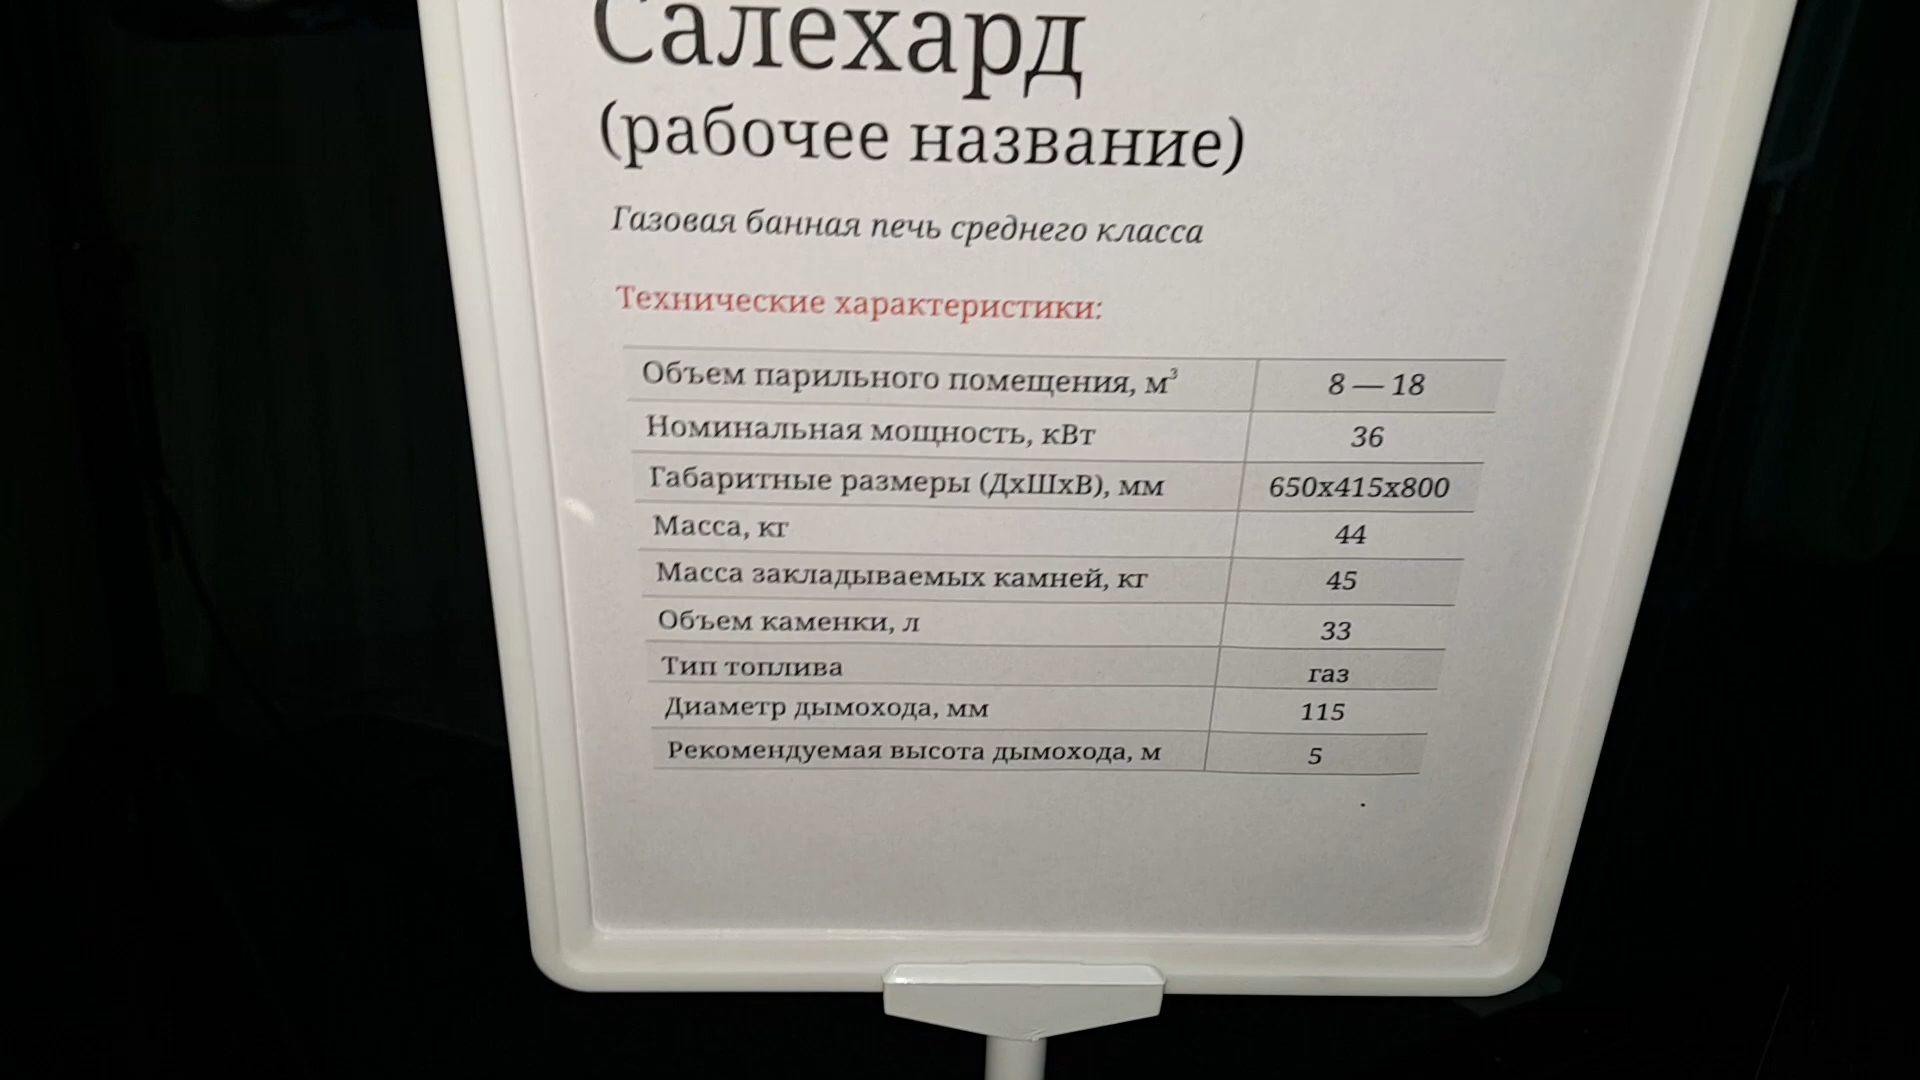 Салехард
(рабочее название)
Газовая банная печь среднего класса
Технические характеристики:
Объем парильного помещения, м³ 8 — 18
Номинальная мощность, кВт 36
Габаритные размеры (ДхШхВ), мм 650х415х800
Масса, кг 44
Масса закладываемых камней, кг 45
Объем каменки, л 33
Тип топлива газ
Диаметр дымохода, мм 115
Рекомендуемая высота дымохода, м 5